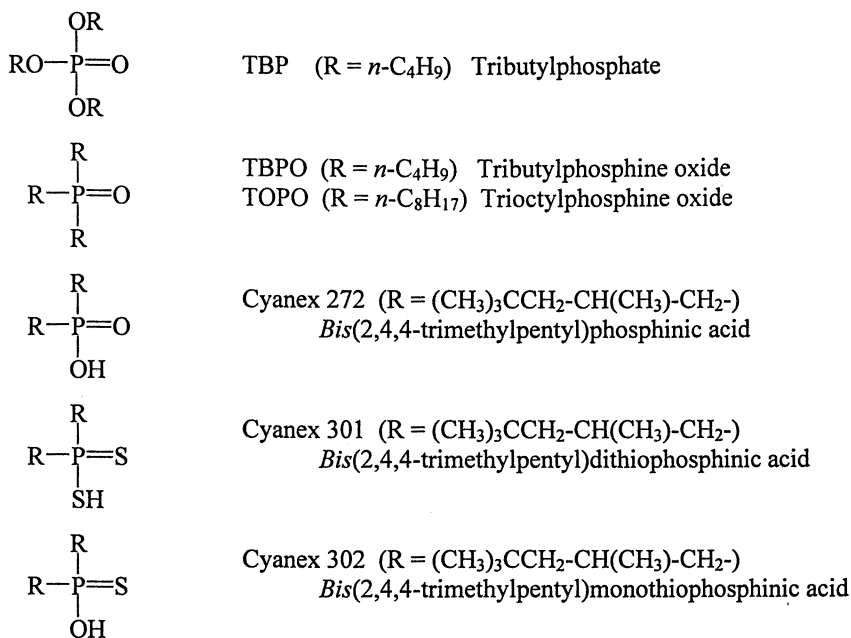 OR
RO—P=O TBP (R = n-C4H9) Tributylphosphate
OR
R
R—P=O TBPO (R = n-C4H9) Tributylphosphine oxide
TOPO (R = n-C8H17) Trioctylphosphine oxide
R
R
Cyanex 272 (R = (CH3)3CCH2-CH(CH3)-CH2-)
R—P=O Bis(2,4,4-trimethylpentyl)phosphinic acid
OH
R
Cyanex 301 (R = (CH3)3CCH2-CH(CH3)-CH2-)
R—P=S Bis(2,4,4-trimethylpentyl)dithiophosphinic acid
SH
R
Cyanex 302 (R = (CH3)3CCH2-CH(CH3)-CH2-)
R—P=S Bis(2,4,4-trimethylpentyl)monothiophosphinic acid
OH